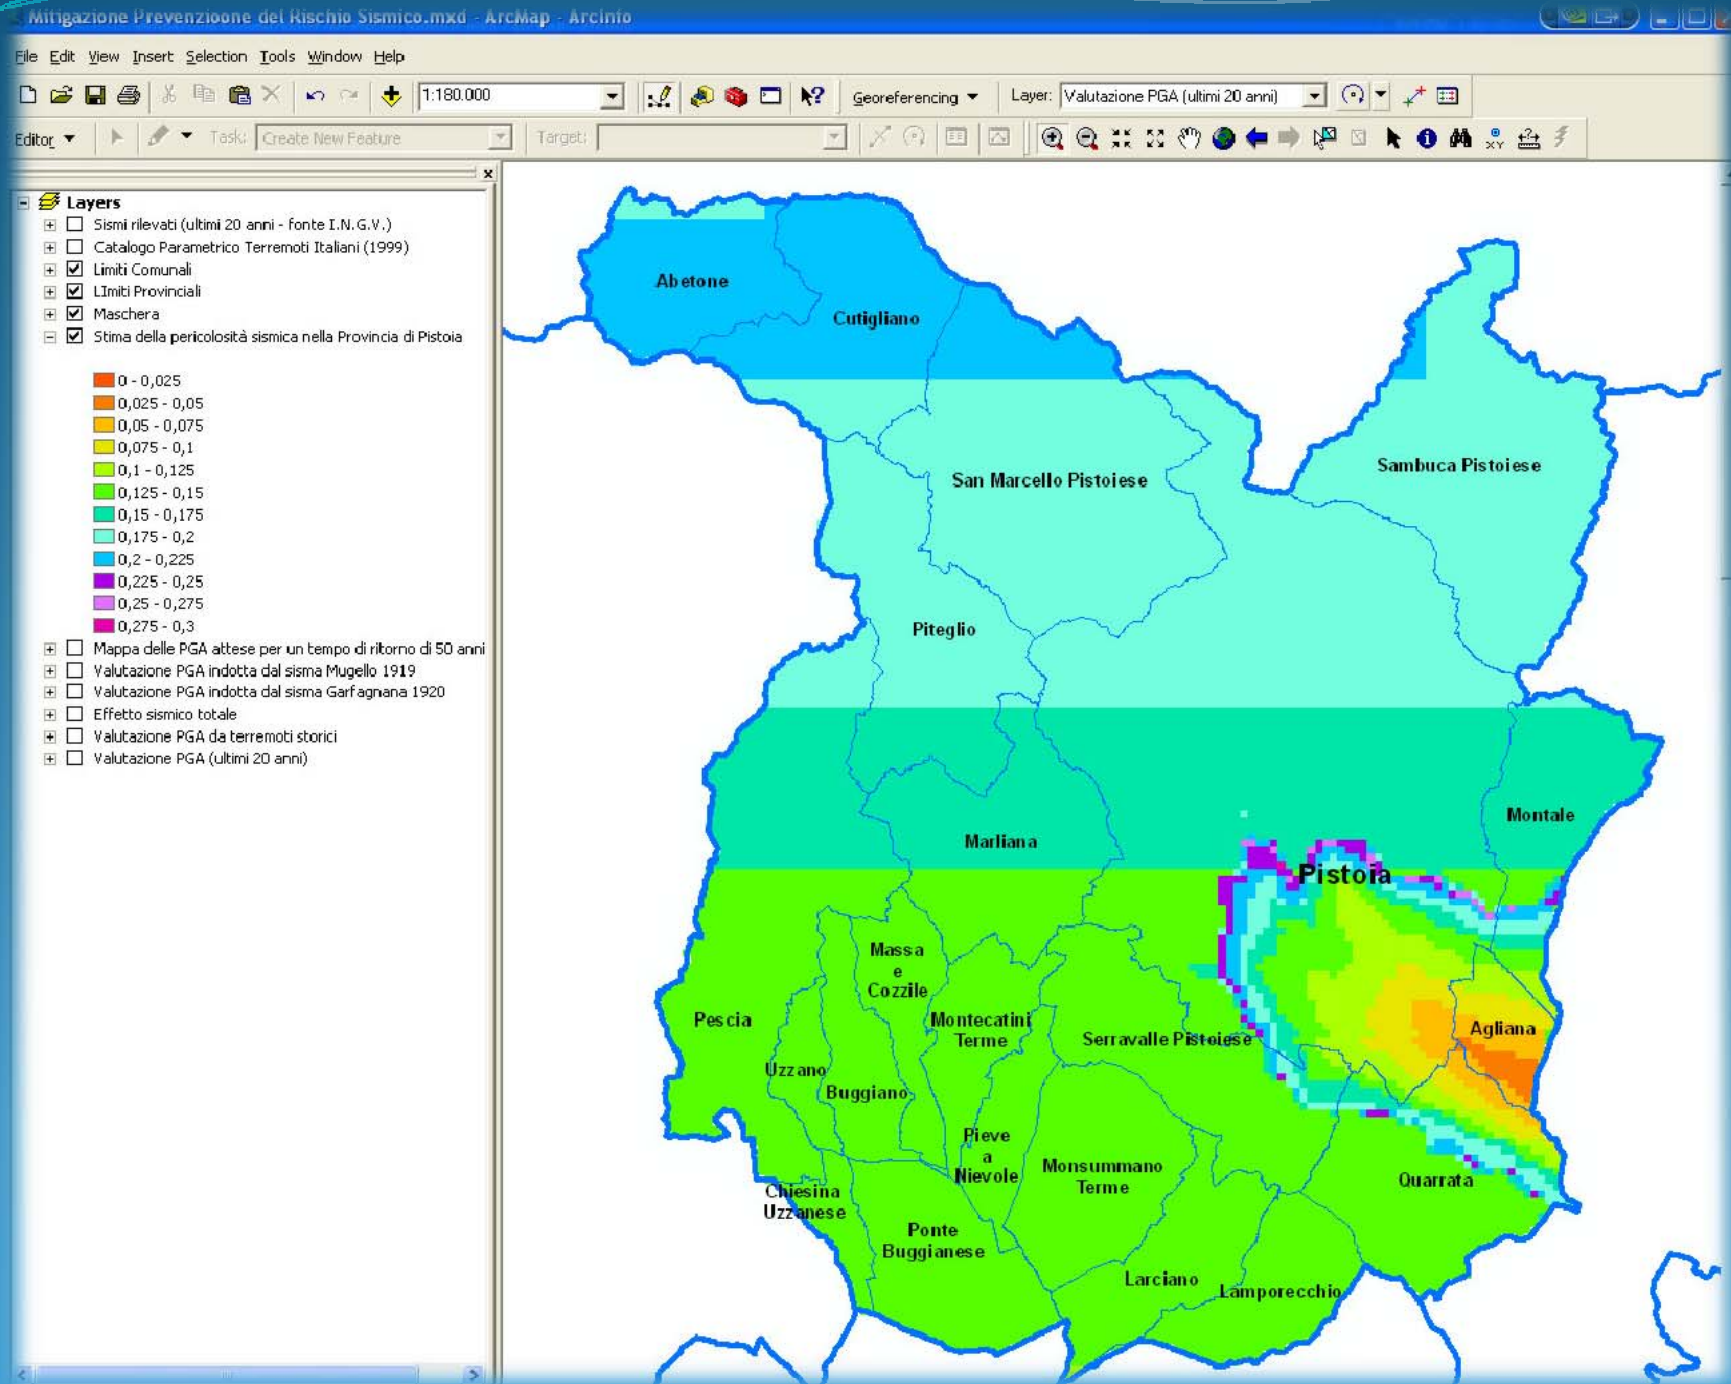 Mitigazione Prevenzioone del Rischio Sismico.mxd - ArcMap - ArcInfo
File Edit View Insert Selection Tools Window Help
1:180.000
Georeferencing
Layer: Valutazione PGA (ultimi 20 anni)
Editor
Task: Create New Feature
Target:
Layers
Sismi rilevati (ultimi 20 anni - fonte I.N.G.V.)
Catalogo Parametrico Terremoti Italiani (1999)
Limiti Comunali
LImiti Provinciali
Maschera
Stima della pericolosità sismica nella Provincia di Pistoia
0 - 0,025
0,025 - 0,05
0,05 - 0,075
0,075 - 0,1
0,1 - 0,125
0,125 - 0,15
0,15 - 0,175
0,175 - 0,2
0,2 - 0,225
0,225 - 0,25
0,25 - 0,275
0,275 - 0,3
Mappa delle PGA attese per un tempo di ritorno di 50 anni
Valutazione PGA indotta dal sisma Mugello 1919
Valutazione PGA indotta dal sisma Garfagnana 1920
Effetto sismico totale
Valutazione PGA da terremoti storici
Valutazione PGA (ultimi 20 anni)
Abetone
Cutigliano
San Marcello Pistoiese
Sambuca Pistoiese
Piteglio
Marliana
Montale
Pistoia
Massa
e
Cozzile
Pescia
Montecatini
Terme
Serravalle Pistoiese
Agliana
Uzzano
Buggiano
Pieve
a
Nievole
Monsummano
Terme
Quarrata
Chiesina
Uzzanese
Ponte
Buggianese
Larciano
Lamporecchio